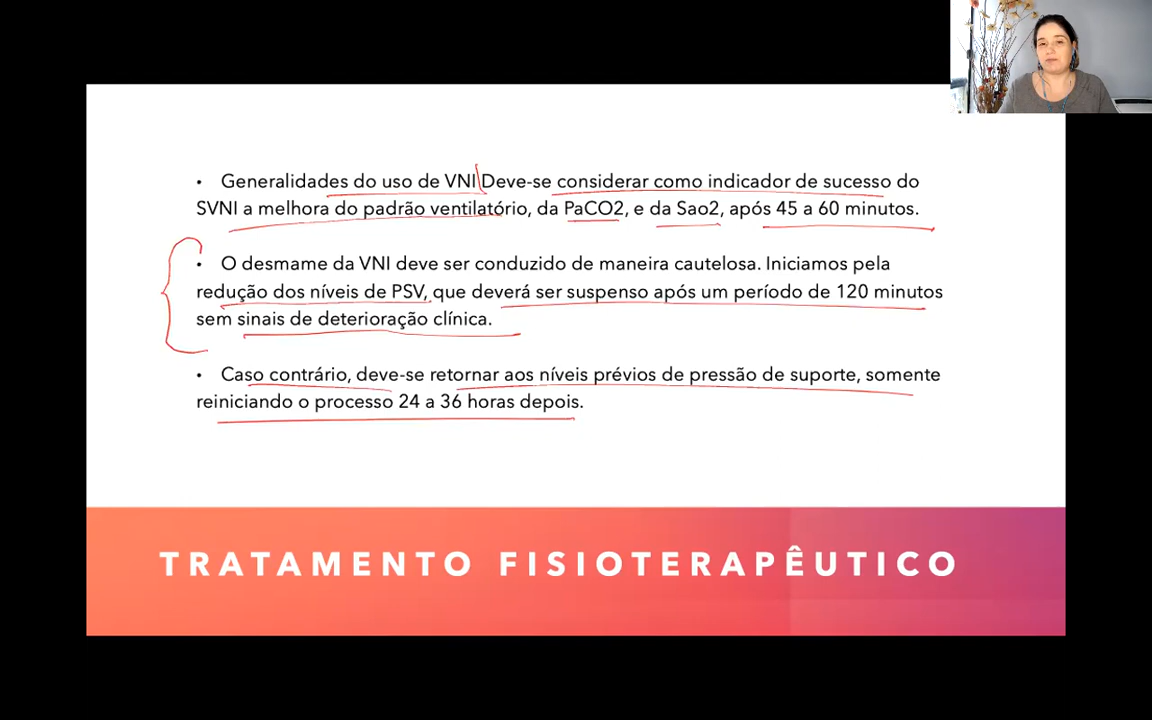 • Generalidades do uso de VNI Deve-se considerar como indicador de sucesso do
SVNI a melhora do padrão ventilatório, da PaCO2, e da Sao2, após 45 a 60 minutos.
• O desmame da VNI deve ser conduzido de maneira cautelosa. Iniciamos pela
redução dos níveis de PSV, que deverá ser suspenso após um período de 120 minutos
sem sinais de deterioração clínica.
• Caso contrário, deve-se retornar aos níveis prévios de pressão de suporte, somente
reiniciando o processo 24 a 36 horas depois.
TRATAMENTO FISIOTERAPÊUTICO